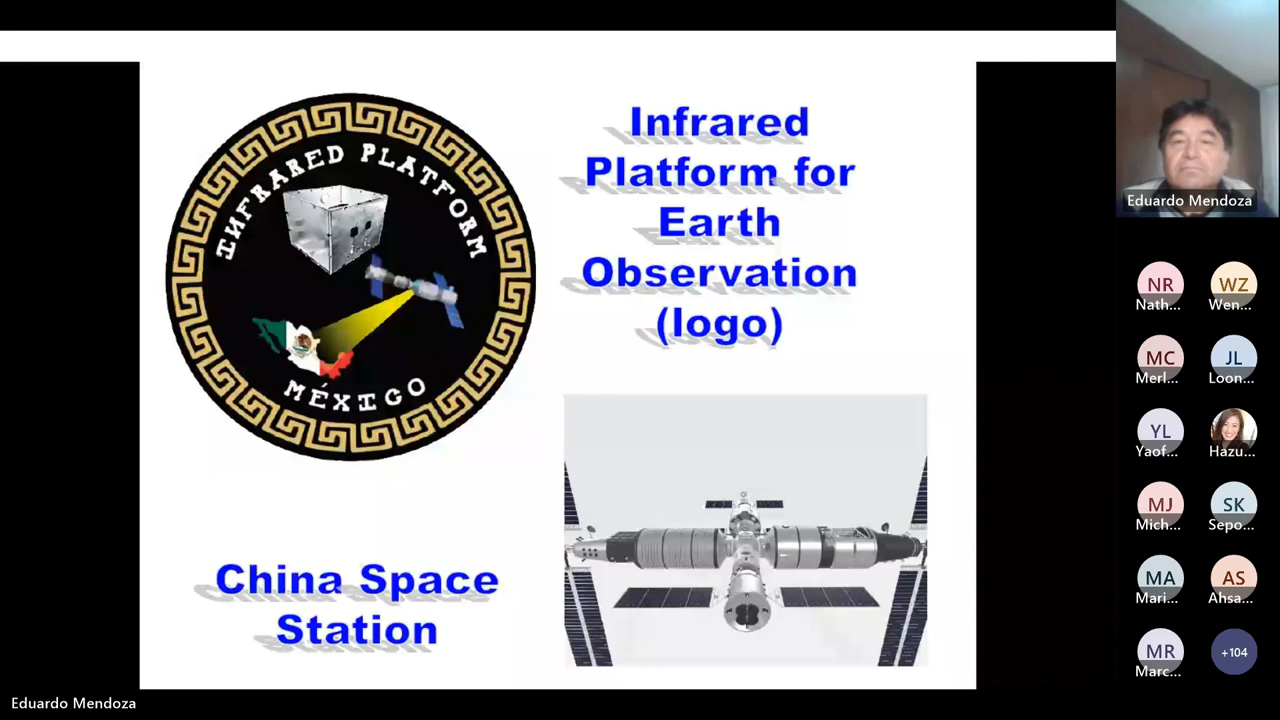 INFRARED PLATFORM
MÉXICO
Infrared
Platform for
Earth
Observation
(logo)
China Space
Station
Eduardo Mendoza
NR
WZ
Nath...
Wen...
MC
JL
Merl...
Loon...
YL
Yaof...
Hazu...
MJ
SK
Mich...
Sepo...
MA
AS
Mari...
Ahsa...
MR
+104
Marc...
Eduardo Mendoza